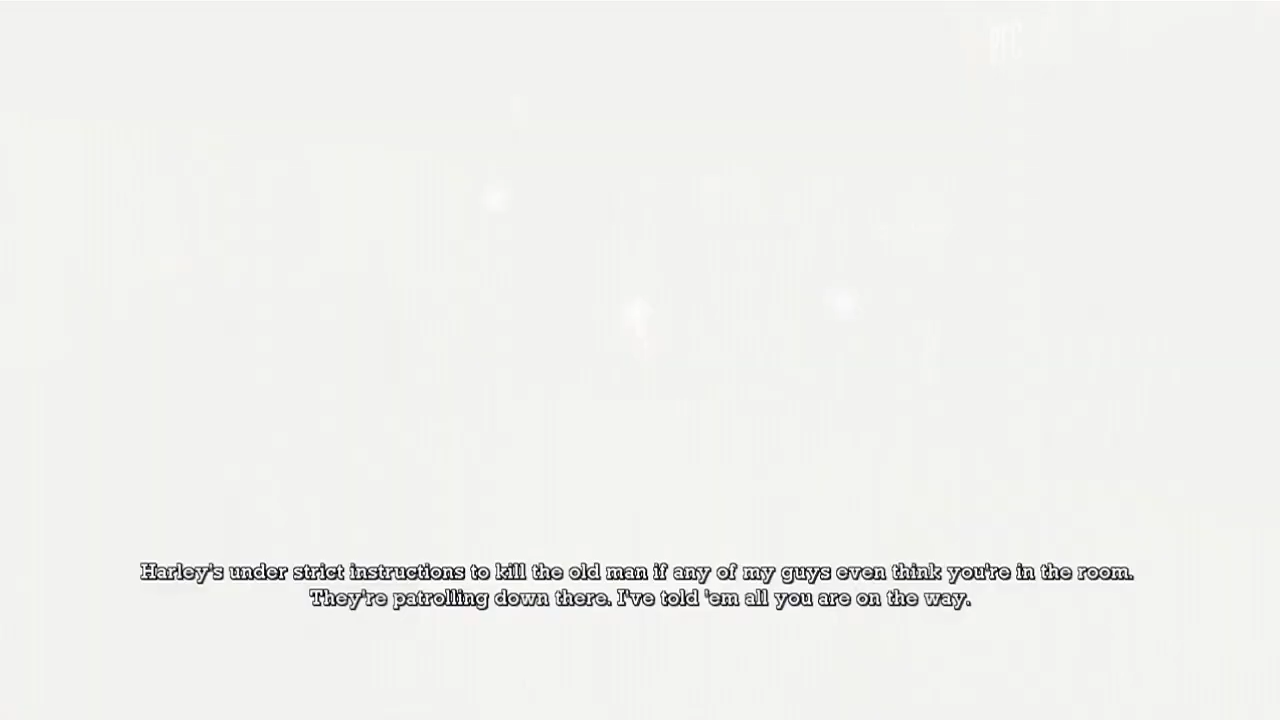 PFC
Harley's under strict instructions to kill the old man if any of my guys even think you're in the room.
They're patrolling down there. I've told 'em all you are on the way.